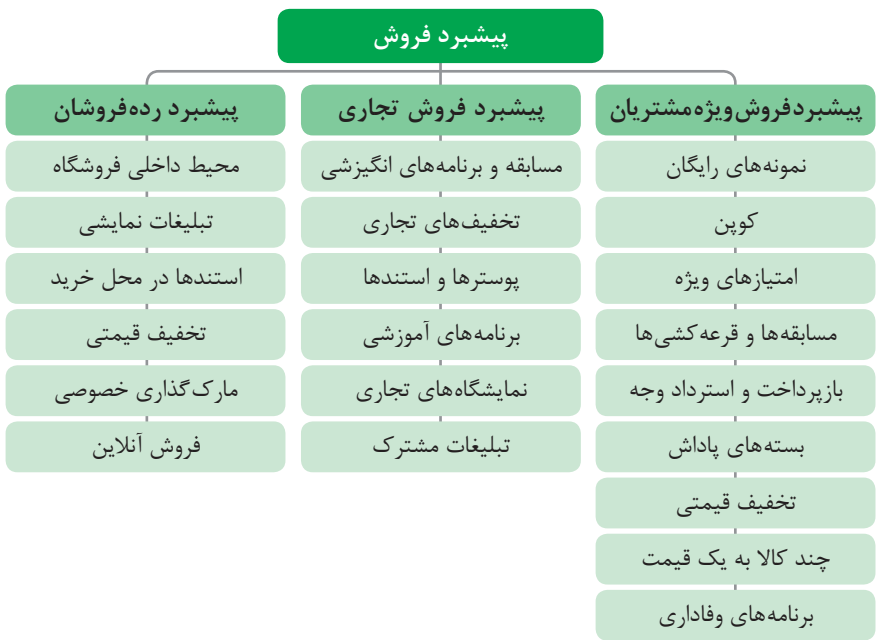 پیشبرد فروش
پیشبردفروش‌ویژه‌مشتریان
نمونه‌های رایگان
کوپن
امتیازهای ویژه
مسابقه‌ها و قرعه‌کشی‌ها
بازپرداخت و استرداد وجه
بسته‌های پاداش
تخفیف قیمتی
چند کالا به یک قیمت
برنامه‌های وفاداری
پیشبرد فروش تجاری
مسابقه و برنامه‌های انگیزشی
تخفیف‌های تجاری
پوسترها و استندها
برنامه‌های آموزشی
نمایشگاه‌های تجاری
تبلیغات مشترک
پیشبرد رده‌فروشان
محیط داخلی فروشگاه
تبلیغات نمایشی
استندها در محل خرید
تخفیف قیمتی
مارک‌گذاری خصوصی
فروش آنلاین